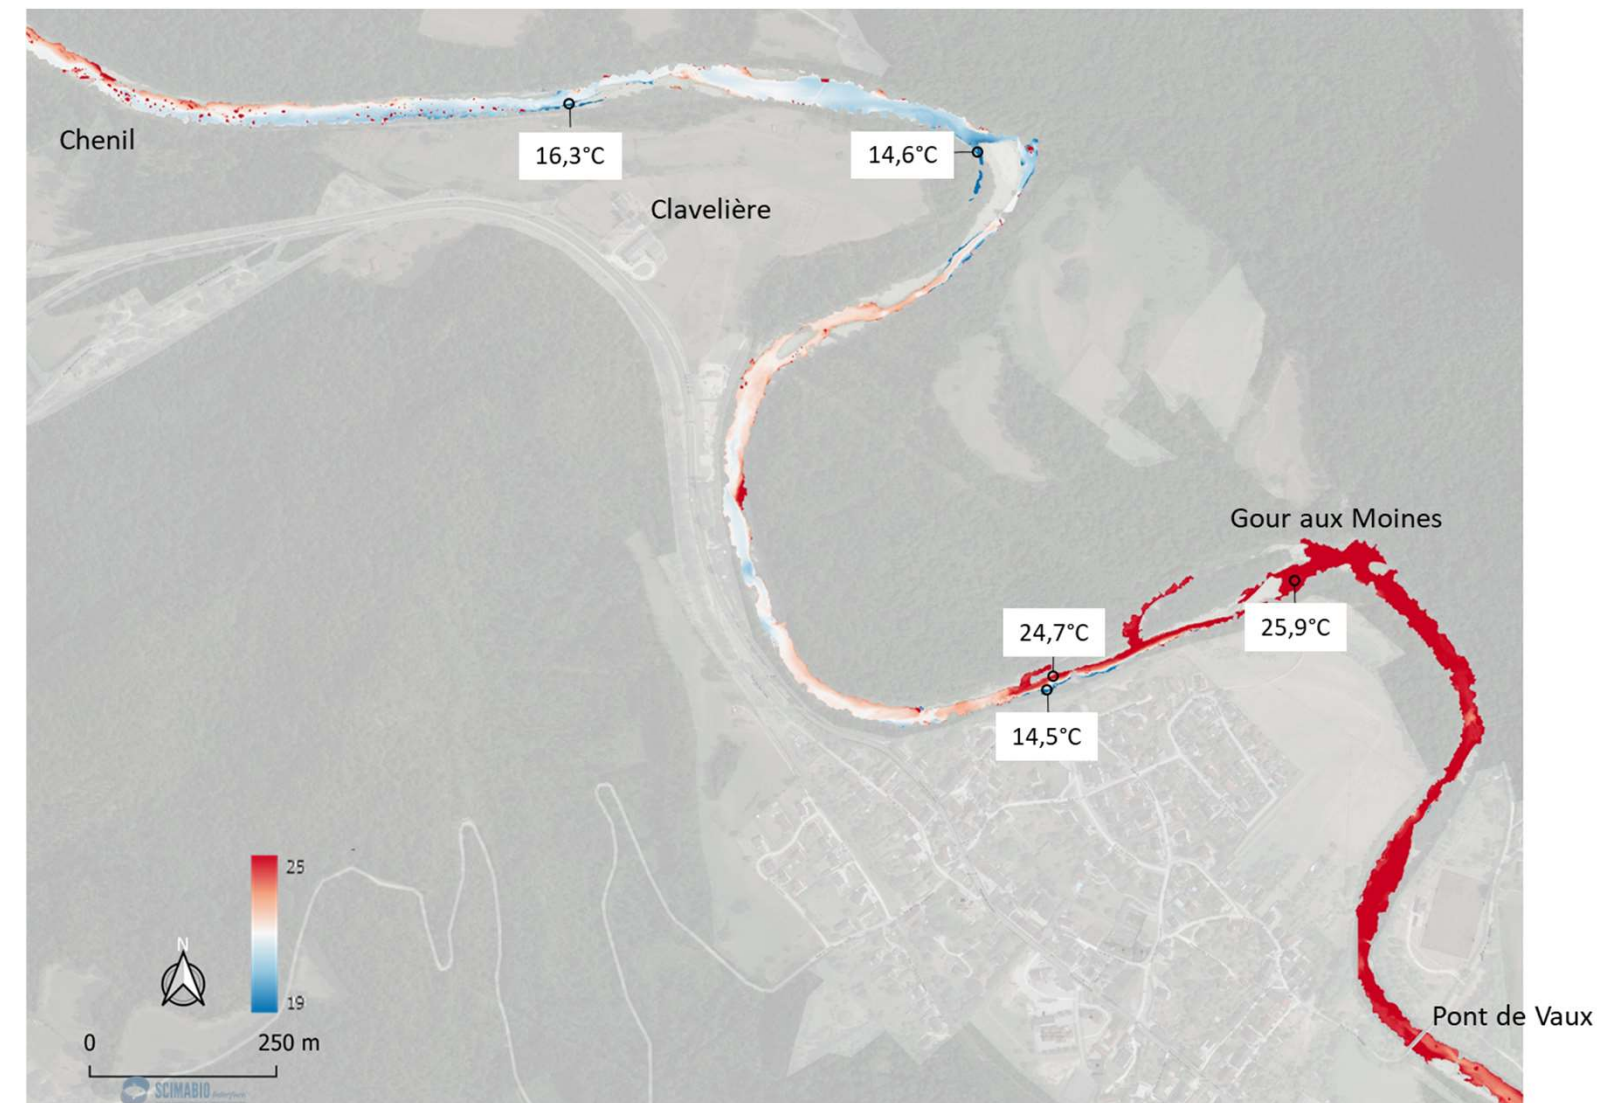 Chenil
16,3°C
14,6°C
Clavelière
Gour aux Moines
24,7°C
25,9°C
14,5°C
25
N
19
0
250 m
Pont de Vaux
SCIMABIO